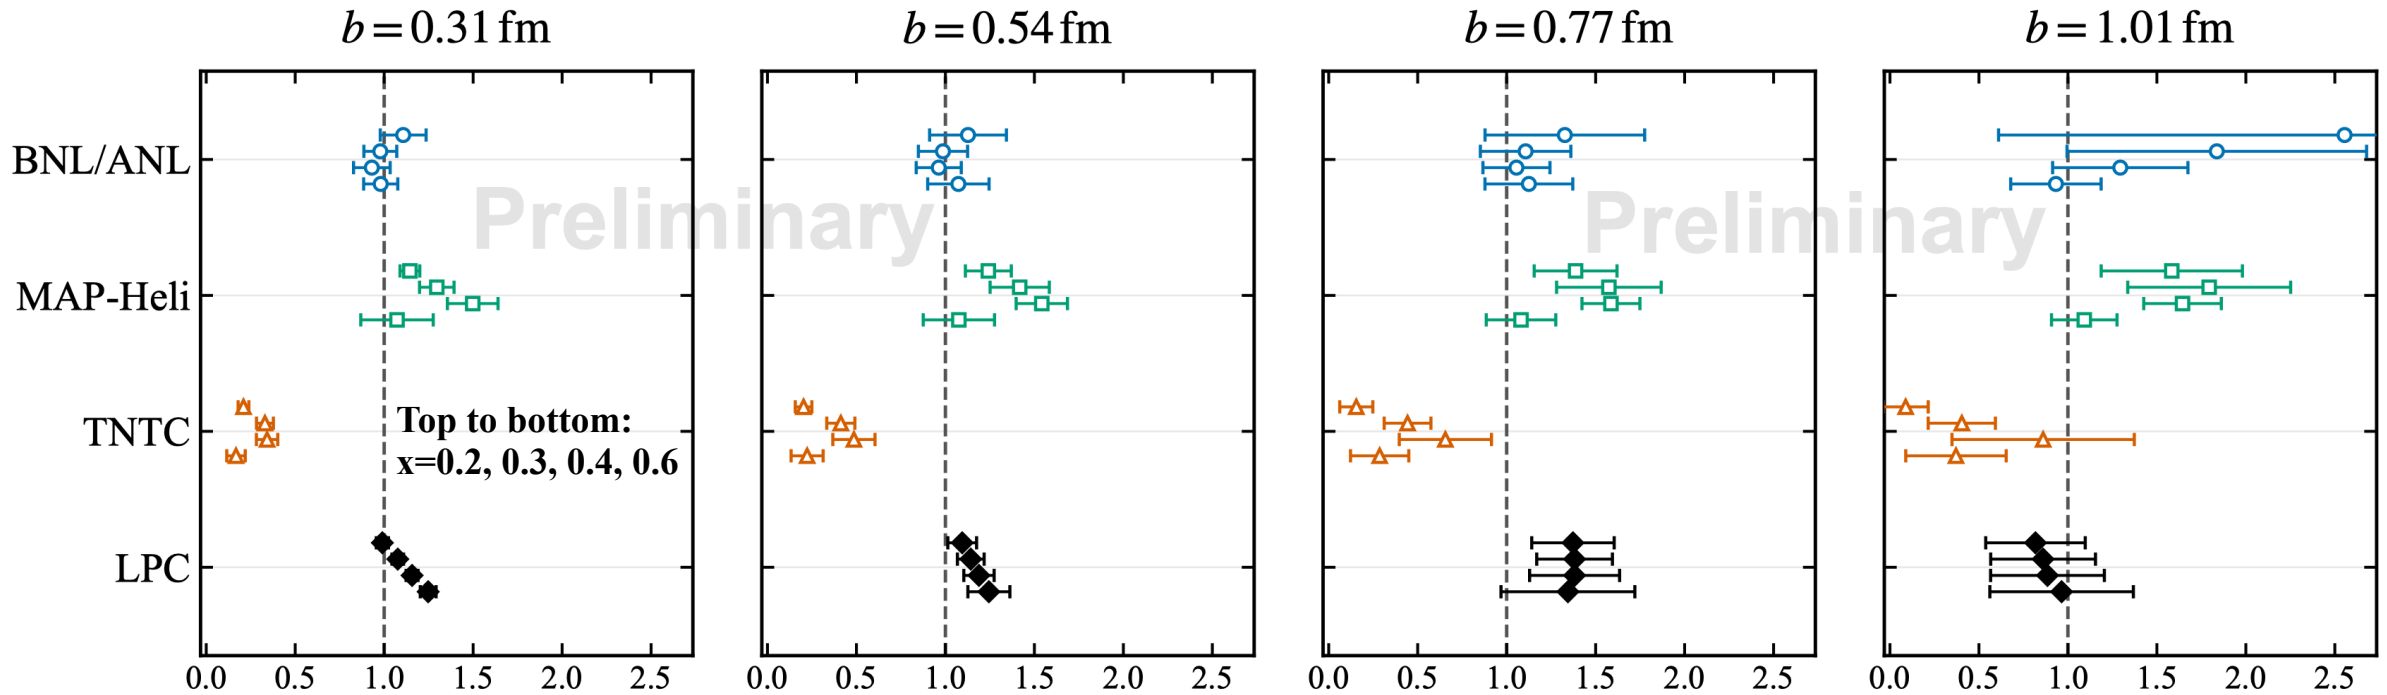 b = 0.31 fm
b = 0.54 fm
b = 0.77 fm
b = 1.01 fm
BNL/ANL
Preliminary
Preliminary
MAP-Heli
TNTC
Top to bottom:
x=0.2, 0.3, 0.4, 0.6
LPC
0.0 0.5 1.0 1.5 2.0 2.5
0.0 0.5 1.0 1.5 2.0 2.5
0.0 0.5 1.0 1.5 2.0 2.5
0.0 0.5 1.0 1.5 2.0 2.5